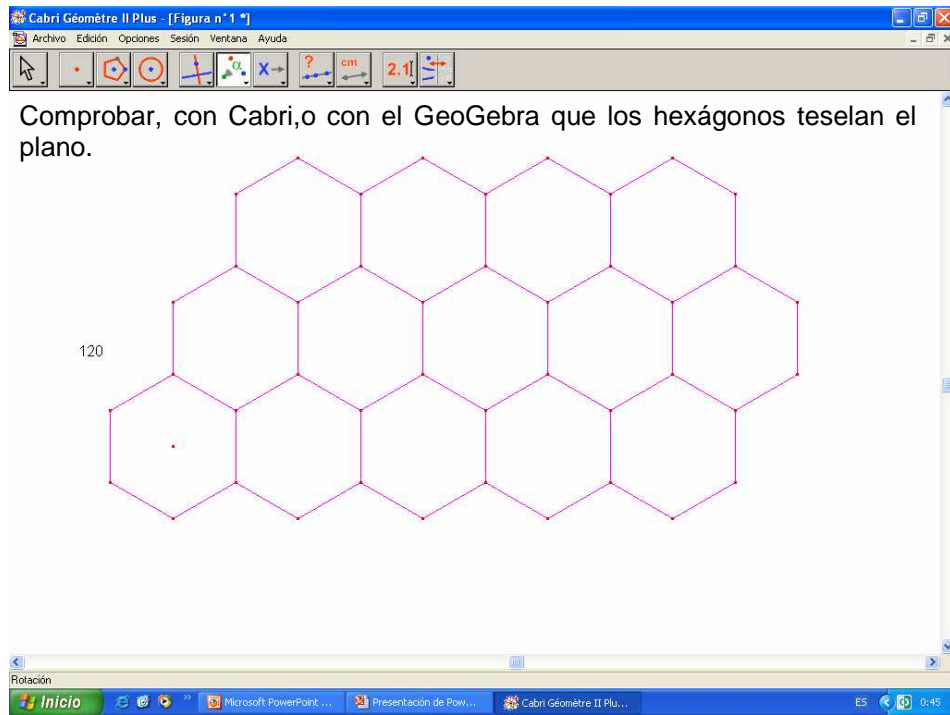 Cabri Géomètre II Plus - [Figura n°1 *]
Archivo Edición Opciones Sesión Ventana Ayuda
α X ? cm 2.1
Comprobar, con Cabri,o con el GeoGebra que los hexágonos teselan el
plano.
120
Rotación
Inicio » Microsoft PowerPoint ... Presentación de Pow... Cabri Géomètre II Plu... ES 0:45